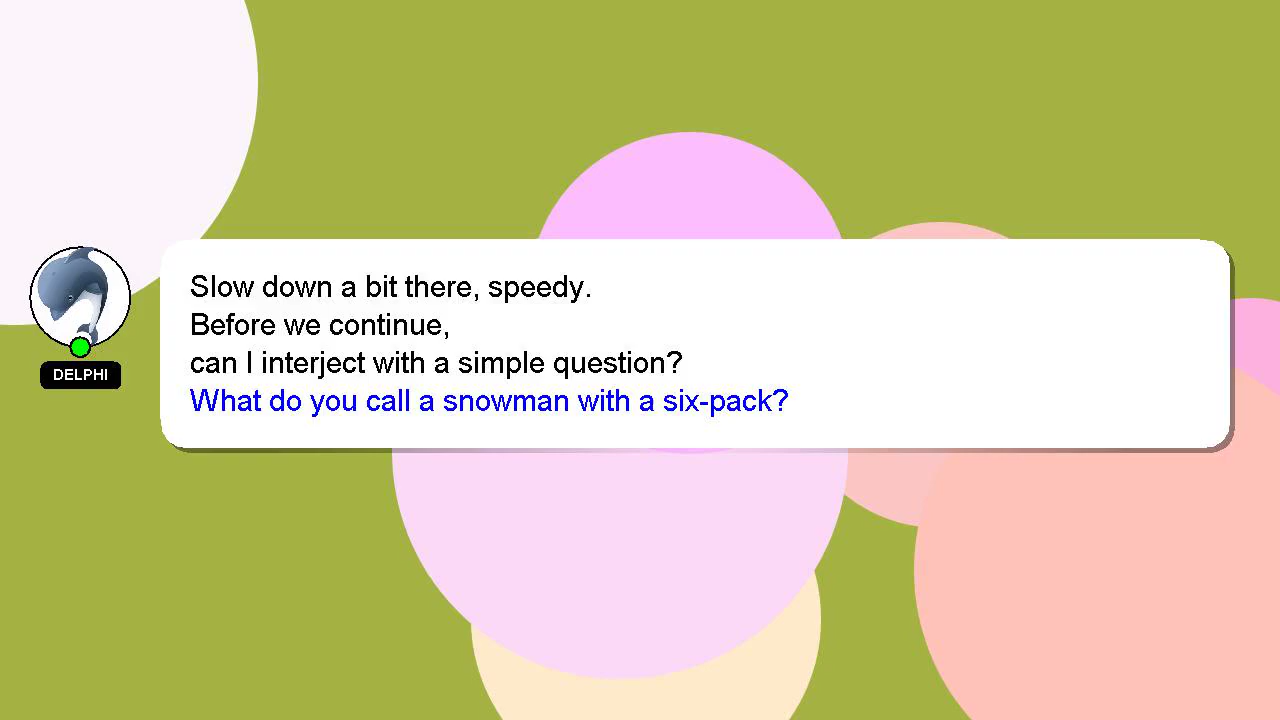 Slow down a bit there, speedy.
Before we continue,
can I interject with a simple question?
What do you call a snowman with a six-pack?
DELPHI